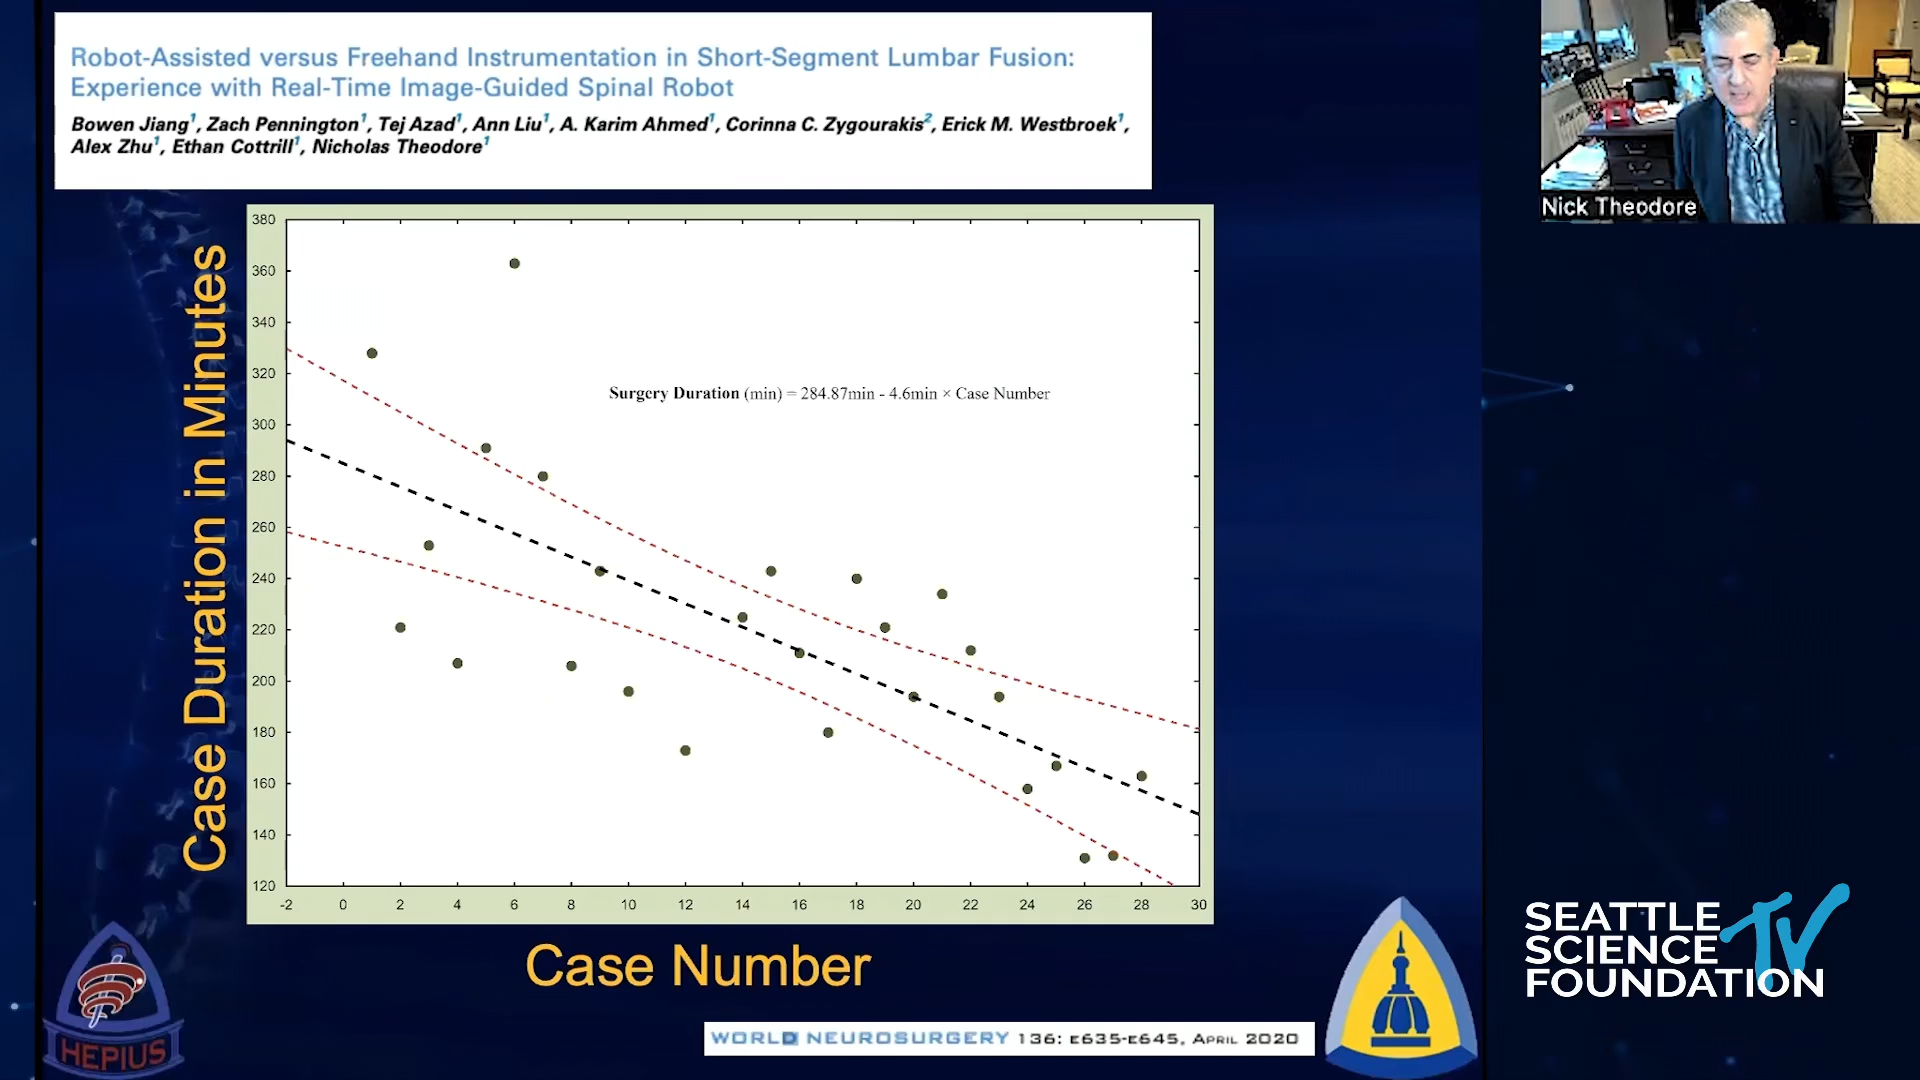 Robot-Assisted versus Freehand Instrumentation in Short-Segment Lumbar Fusion:
Experience with Real-Time Image-Guided Spinal Robot
Bowen Jiang1, Zach Pennington1, Tej Azad1, Ann Liu1, A. Karim Ahmed1, Corinna C. Zygourakis2, Erick M. Westbroek1,
Alex Zhu1, Ethan Cottrill1, Nicholas Theodore1
Nick Theodore
Case Duration in Minutes
380
360
340
320
300
280
260
240
220
200
180
160
140
120
Surgery Duration (min) = 284.87min - 4.6min × Case Number
-2 0 2 4 6 8 10 12 14 16 18 20 22 24 26 28 30
Case Number
HEPIUS
WORLD NEUROSURGERY 136: E635-E645, APRIL 2020
SEATTLE
SCIENCE
FOUNDATION
TV